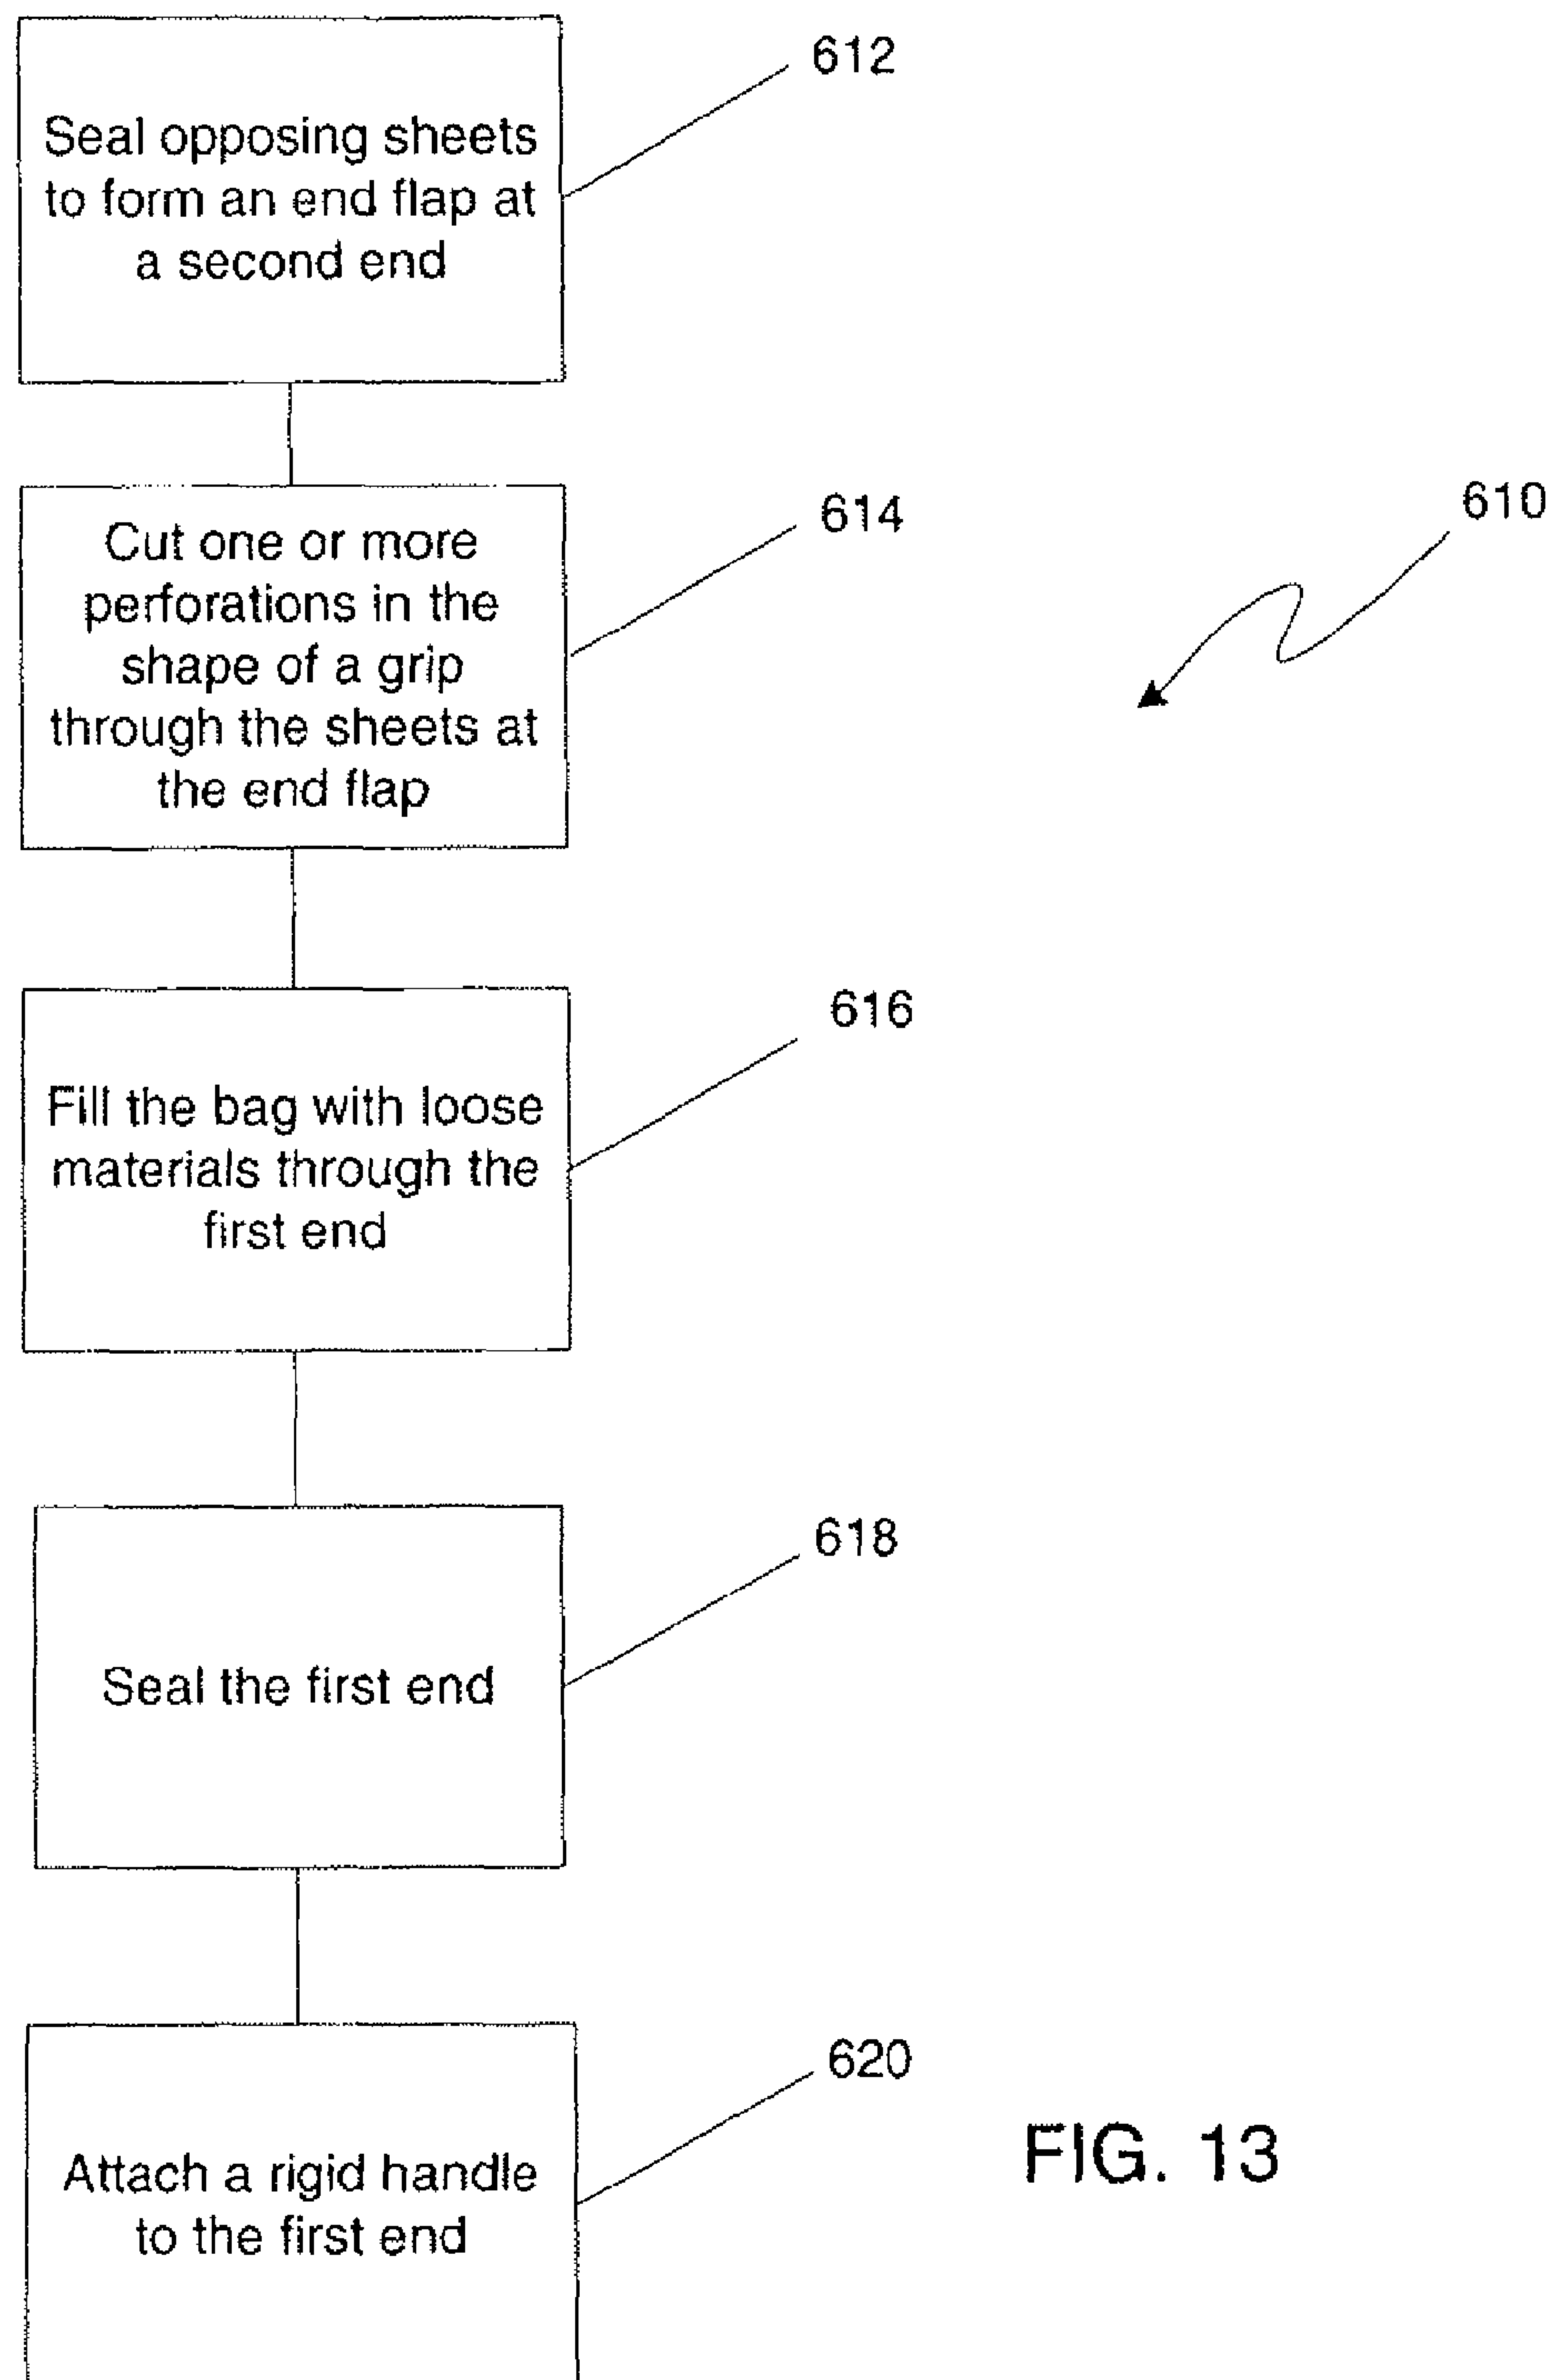 612
Seal opposing sheets
to form an end flap at
a second end
614
610
Cut one or more
perforations in the
shape of a grip
through the sheets at
the end flap
616
Fill the bag with loose
materials through the
first end
618
Seal the first end
620
Attach a rigid handle
to the first end
FIG. 13